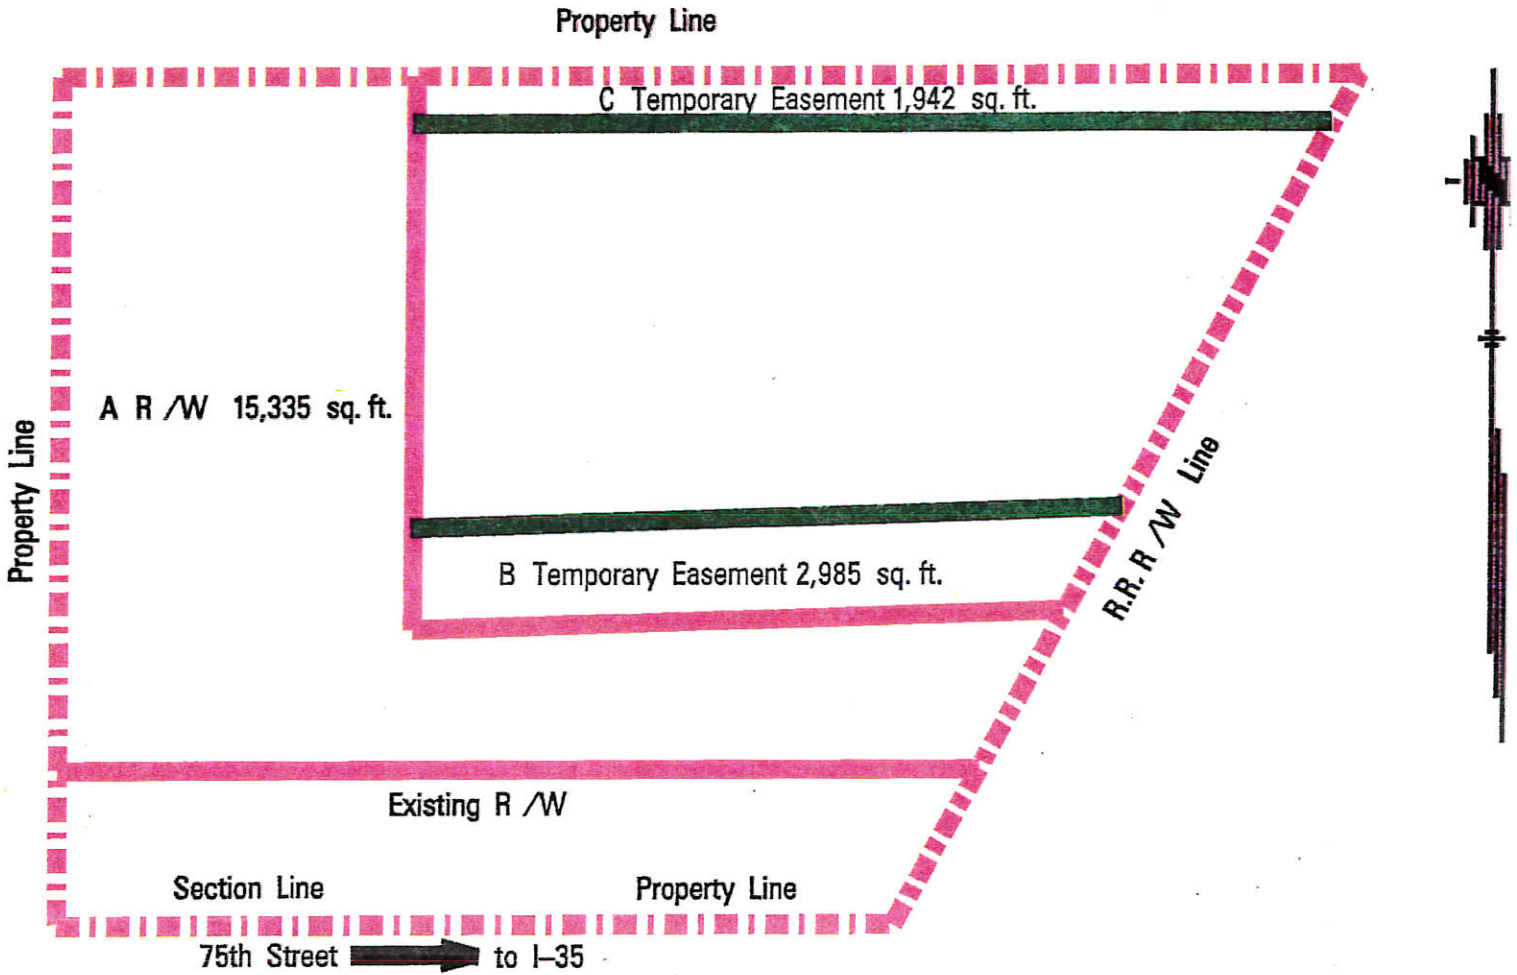 Property Line
C Temporary Easement 1,942 sq. ft.
A R/W 15,335 sq. ft.
Property Line
R.R. R/W Line
B Temporary Easement 2,985 sq. ft.
Existing R/W
Section Line
Property Line
75th Street to I-35